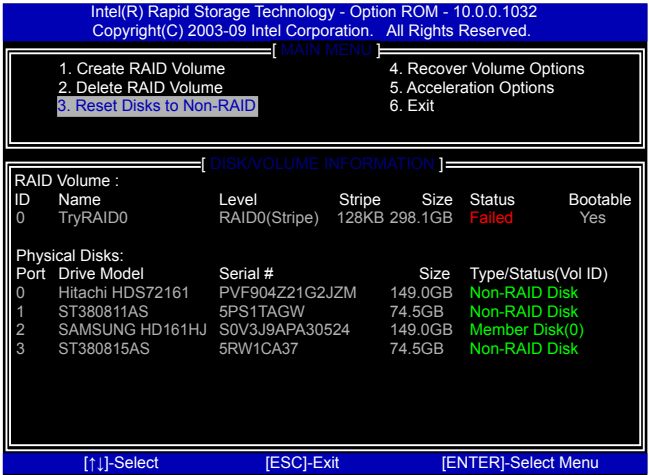 Intel(R) Rapid Storage Technology - Option ROM - 10.0.0.1032
Copyright(C) 2003-09 Intel Corporation. All Rights Reserved.
[ MAIN MENU ]
1. Create RAID Volume 4. Recover Volume Options
2. Delete RAID Volume 5. Acceleration Options
3. Reset Disks to Non-RAID 6. Exit
[ DISK/VOLUME INFORMATION ]
RAID Volume :
ID Name Level Stripe Size Status Bootable
0 TryRAID0 RAID0(Stripe) 128KB 298.1GB Failed Yes
Physical Disks:
Port Drive Model Serial # Size Type/Status(Vol ID)
0 Hitachi HDS72161 PVF904Z21G2JZM 149.0GB Non-RAID Disk
1 ST380811AS 5PS1TAGW 74.5GB Non-RAID Disk
2 SAMSUNG HD161HJ S0V3J9APA30524 149.0GB Member Disk(0)
3 ST380815AS 5RW1CA37 74.5GB Non-RAID Disk
[↑↓]-Select [ESC]-Exit [ENTER]-Select Menu